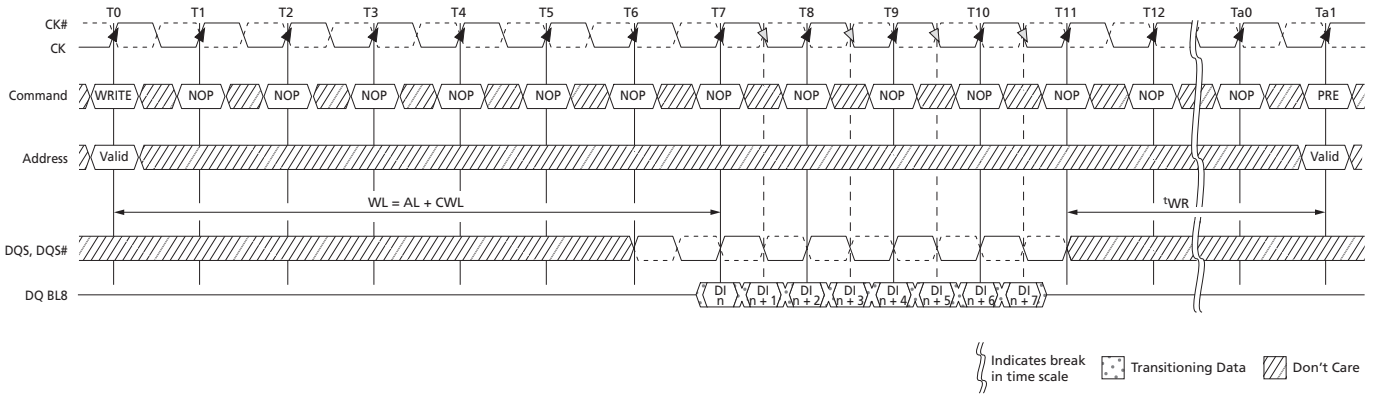 T0 T1 T2 T3 T4 T5 T6 T7 T8 T9 T10 T11 T12 Ta0 Ta1
CK#
CK
Command WRITE NOP NOP NOP NOP NOP NOP NOP NOP NOP NOP NOP NOP NOP PRE
Address Valid Valid
WL = AL + CWL tWR
DQS, DQS#
DQ BL8 DI n DI n + 1 DI n + 2 DI n + 3 DI n + 4 DI n + 5 DI n + 6 DI n + 7
Indicates break
in time scale
Transitioning Data
Don't Care